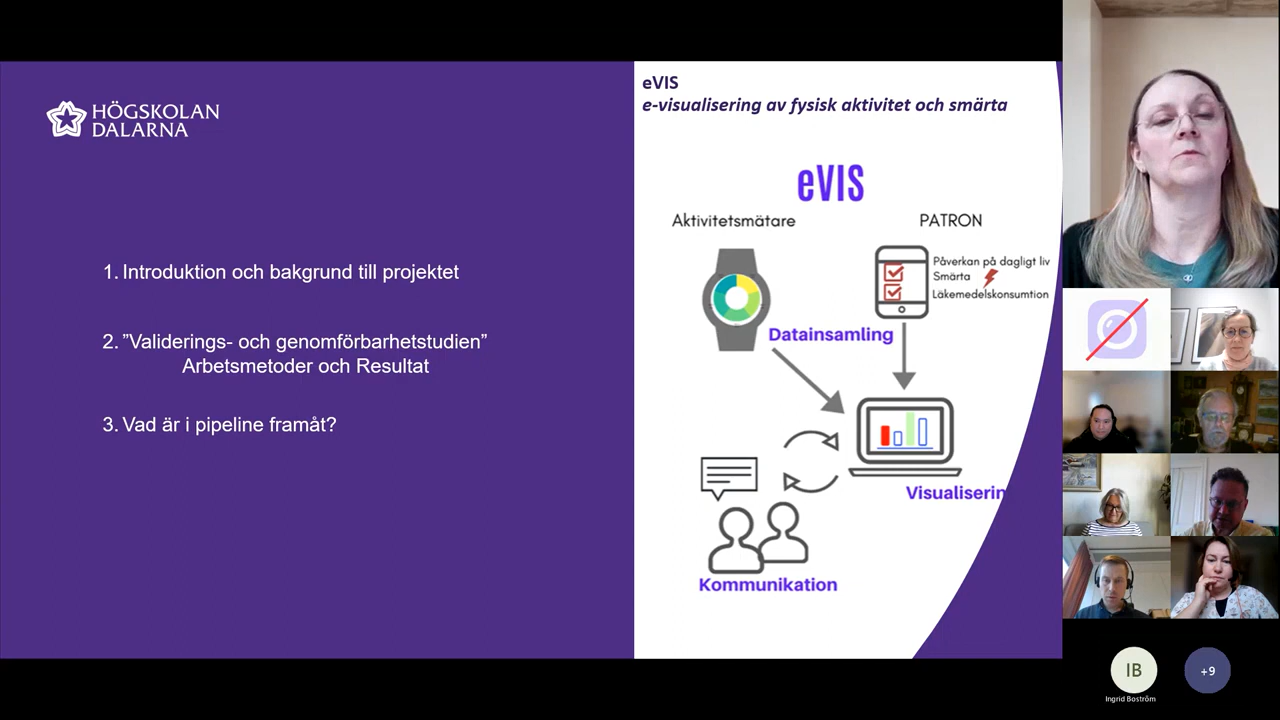 HÖGSKOLAN
DALARNA
1. Introduktion och bakgrund till projektet
2. ”Validerings- och genomförbarhetstudien”
Arbetsmetoder och Resultat
3. Vad är i pipeline framåt?
eVIS
e-visualisering av fysisk aktivitet och smärta
eVIS
Aktivitetsmätare
PATRON
Påverkan på dagligt liv
Smärta
Läkemedelskonsumtion
Datainsamling
Visualiserin
Kommunikation
IB
Ingrid Boström
+9